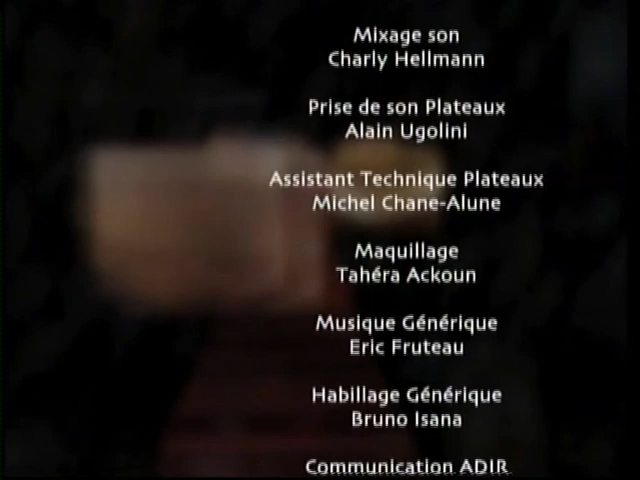 Mixage son
Charly Hellmann
Prise de son Plateaux
Alain Ugolini
Assistant Technique Plateaux
Michel Chane-Alune
Maquillage
Tahéra Ackoun
Musique Générique
Eric Fruteau
Habillage Générique
Bruno Isana
Communication ADIR